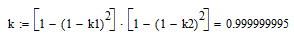 k := [1 − (1 − k1)²]·[1 − (1 − k2)²] = 0.999999995